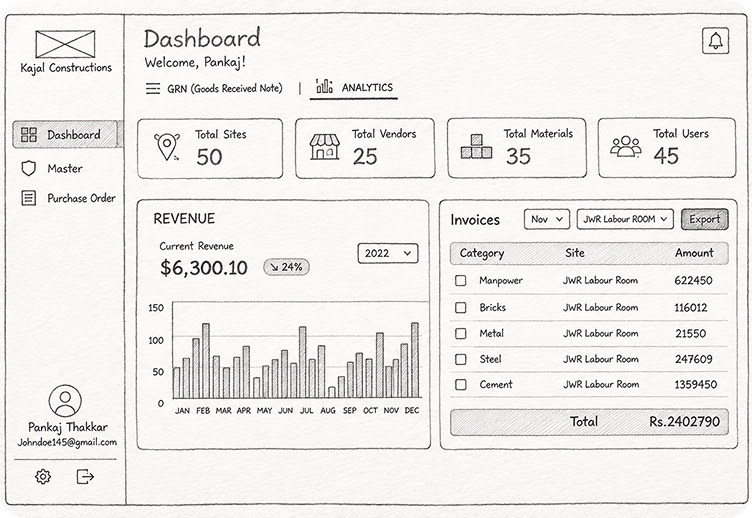 Kajal Constructions
Dashboard
Master
Purchase Order
Pankaj Thakkar
Johndoe145@gmail.com
Dashboard
Welcome, Pankaj!
GRN (Goods Received Note) | ANALYTICS
Total Sites
50
Total Vendors
25
Total Materials
35
Total Users
45
REVENUE
Current Revenue
$6,300.10 ↘ 24%
2022
150
100
50
0
JAN FEB MAR APR MAY JUN JUL AUG SEP OCT NOV DEC
Invoices Nov JWR Labour ROOM Export
Category Site Amount
Manpower JWR Labour Room 622450
Bricks JWR Labour Room 116012
Metal JWR Labour Room 21550
Steel JWR Labour Room 247609
Cement JWR Labour Room 1359450
Total Rs.2402790